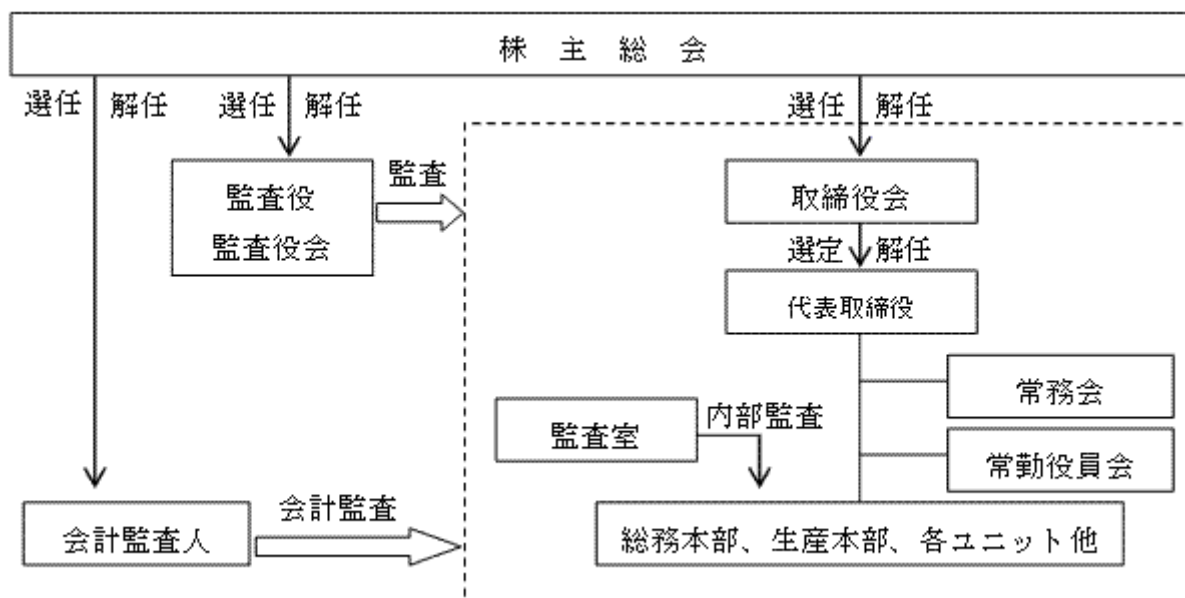 株主総会
選任 解任 選任 解任 選任 解任
監査役
監査役会
監査
取締役会
選定 解任
代表取締役
常務会
監査室
内部監査
常勤役員会
会計監査人
会計監査
総務本部、生産本部、各ユニット他